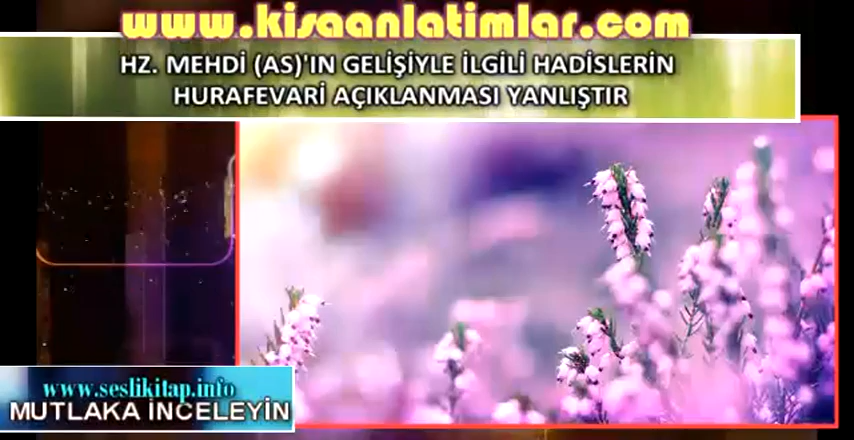 www.kisaanlatimlar.com
HZ. MEHDİ (AS)'IN GELİŞİYLE İLGİLİ HADİSLERİN
HURAFEVARİ AÇIKLANMASI YANLIŞTIR
www.seslikitap.info
MUTLAKA İNCELEYİN